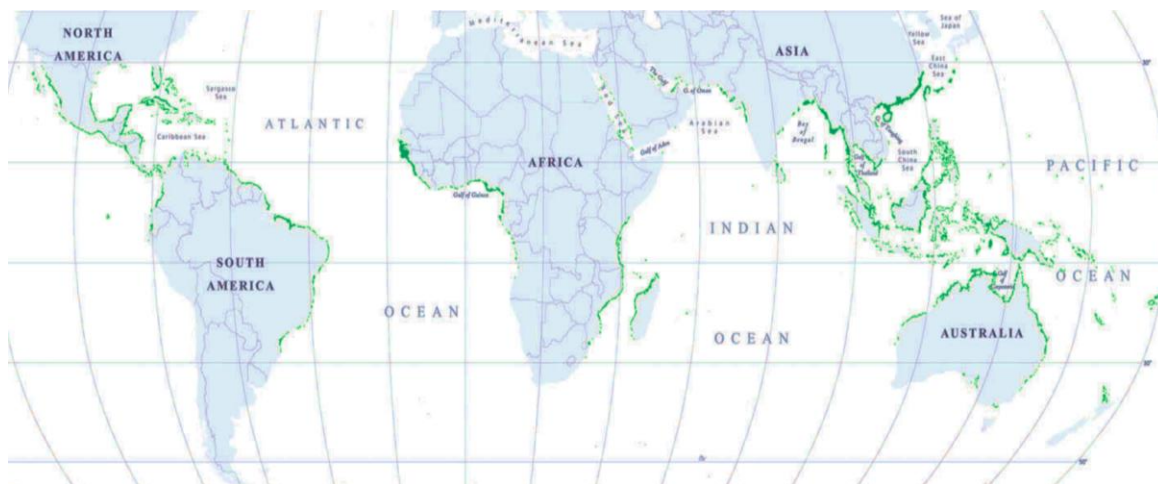 NORTH
AMERICA
Mediterranean Sea
Sea of
Japan
Yellow
Sea
ASIA
East
China
Sea
30°
The Gulf
G. of Oman
Sargasso
Sea
Red Sea
ATLANTIC
Arabian
Sea
Bay
of
Bengal
Caribbean Sea
Gulf of Aden
South
China
Sea
Gulf
of
Thailand
AFRICA
PACIFIC
Gulf of Guinea
INDIAN
SOUTH
AMERICA
OCEAN
Gulf
of
Carpentaria
OCEAN
AUSTRALIA
OCEAN
30°